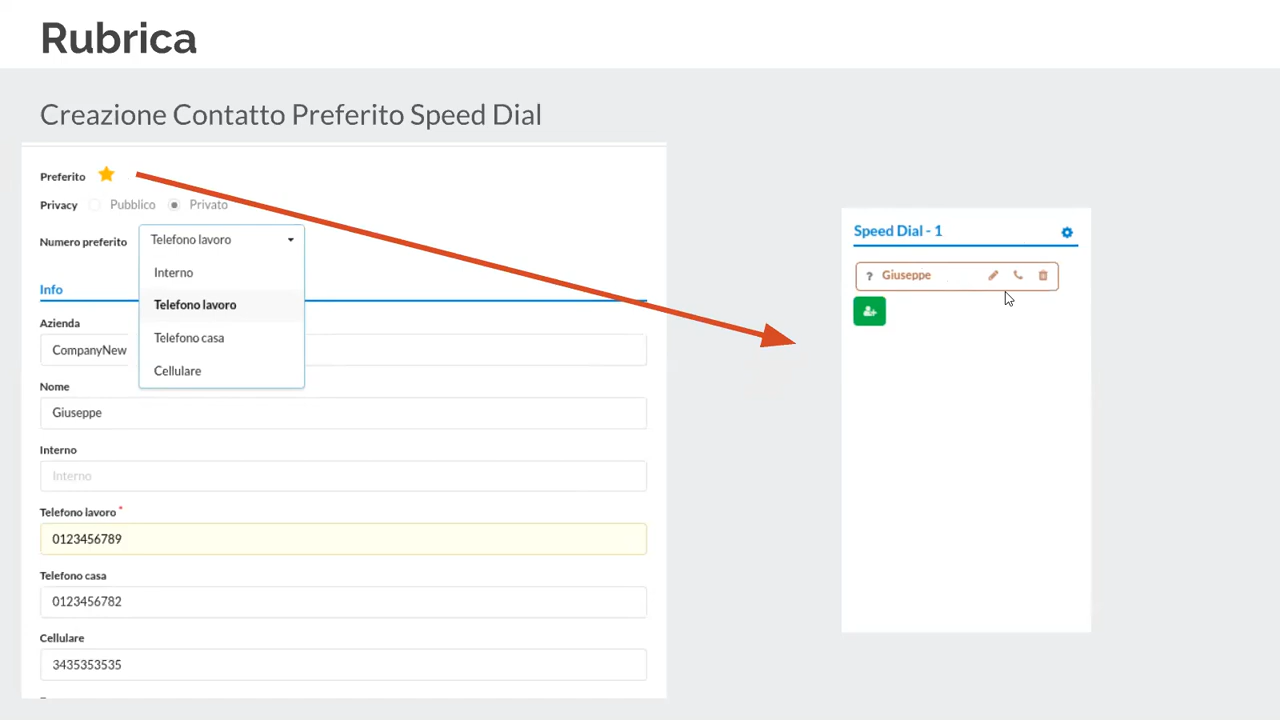 Rubrica
Creazione Contatto Preferito Speed Dial
Preferito
Privacy Pubblico Privato
Numero preferito Telefono lavoro
Interno
Telefono lavoro
Telefono casa
Cellulare
Info
Azienda
CompanyNew
Nome
Giuseppe
Interno
Interno
Telefono lavoro *
0123456789
Telefono casa
0123456782
Cellulare
3435353535
Speed Dial - 1
? Giuseppe